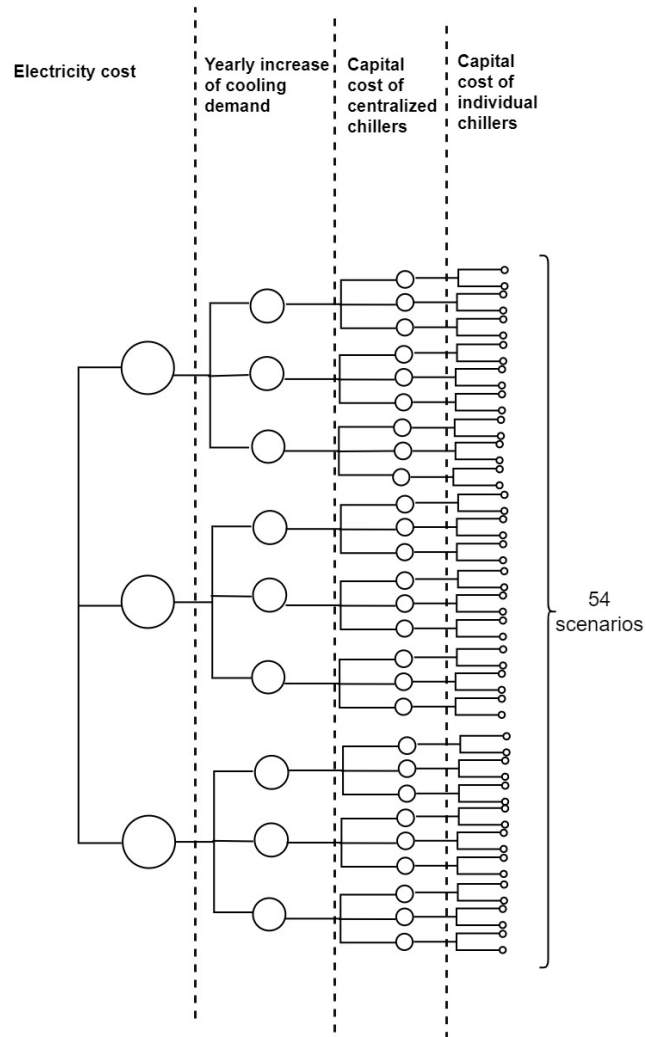 Electricity cost
Yearly increase
of cooling
demand
Capital
cost of
centralized
chillers
Capital
cost of
individual
chillers
54
scenarios